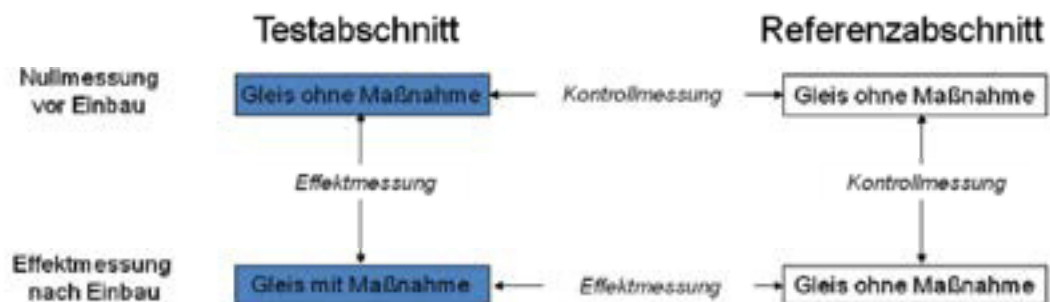 Testabschnitt Referenzabschnitt
Nullmessung
vor Einbau
Gleis ohne Maßnahme Kontrollmessung Gleis ohne Maßnahme
Effektmessung Kontrollmessung
Effektmessung
nach Einbau
Gleis mit Maßnahme Effektmessung Gleis ohne Maßnahme